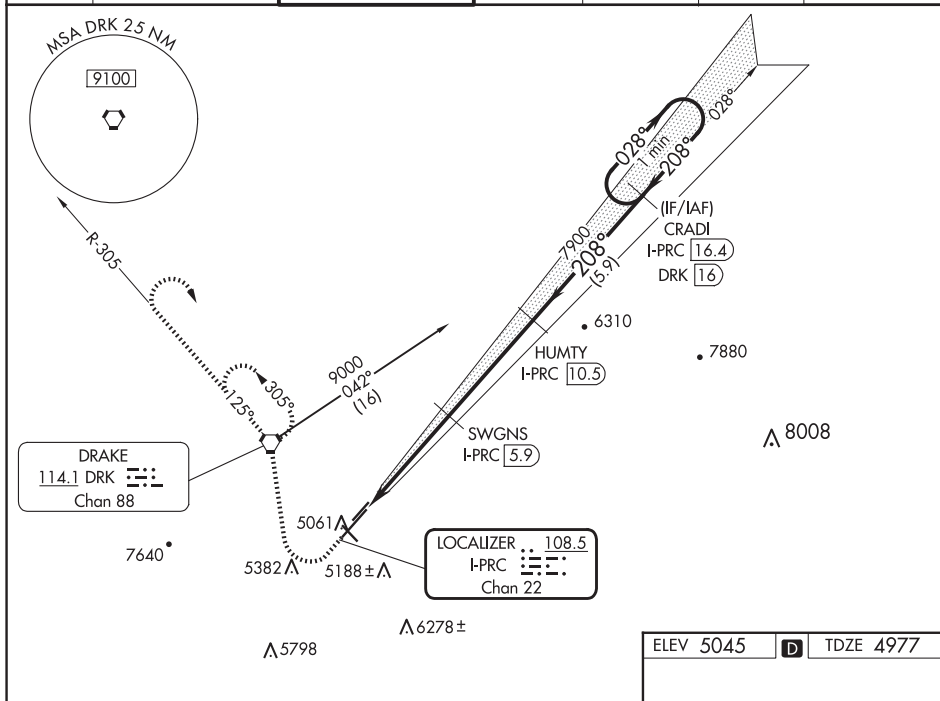 MSA DRK 25 NM
9100
R-305
125°
305°
9000
042°
(16)
028°
1 min
208°
028°
(IF/IAF)
CRADI
I-PRC 16.4
DRK 16
7900
208°
(5.9)
6310
7880
HUMTY
I-PRC 10.5
8008
SWGNS
I-PRC 5.9
DRAKE
114.1 DRK
Chan 88
5061
7640
5382
5188±
LOCALIZER 108.5
I-PRC
Chan 22
6278±
5798
ELEV 5045 D TDZE 4977